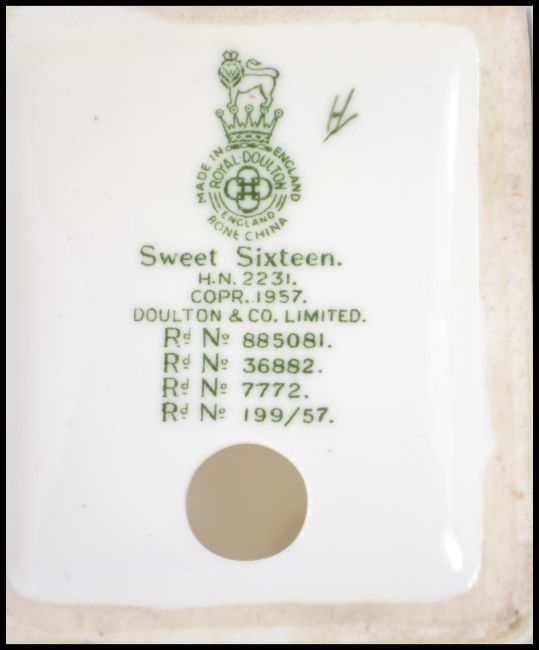 MADE IN ENGLAND
ROYAL·DOULTON
ENGLAND
BONE CHINA
Sweet Sixteen.
H.N. 2231.
COPR. 1957.
DOULTON & CO. LIMITED.
Rd No 885081.
Rd No 36882.
Rd No 7772.
Rd No 199/57.